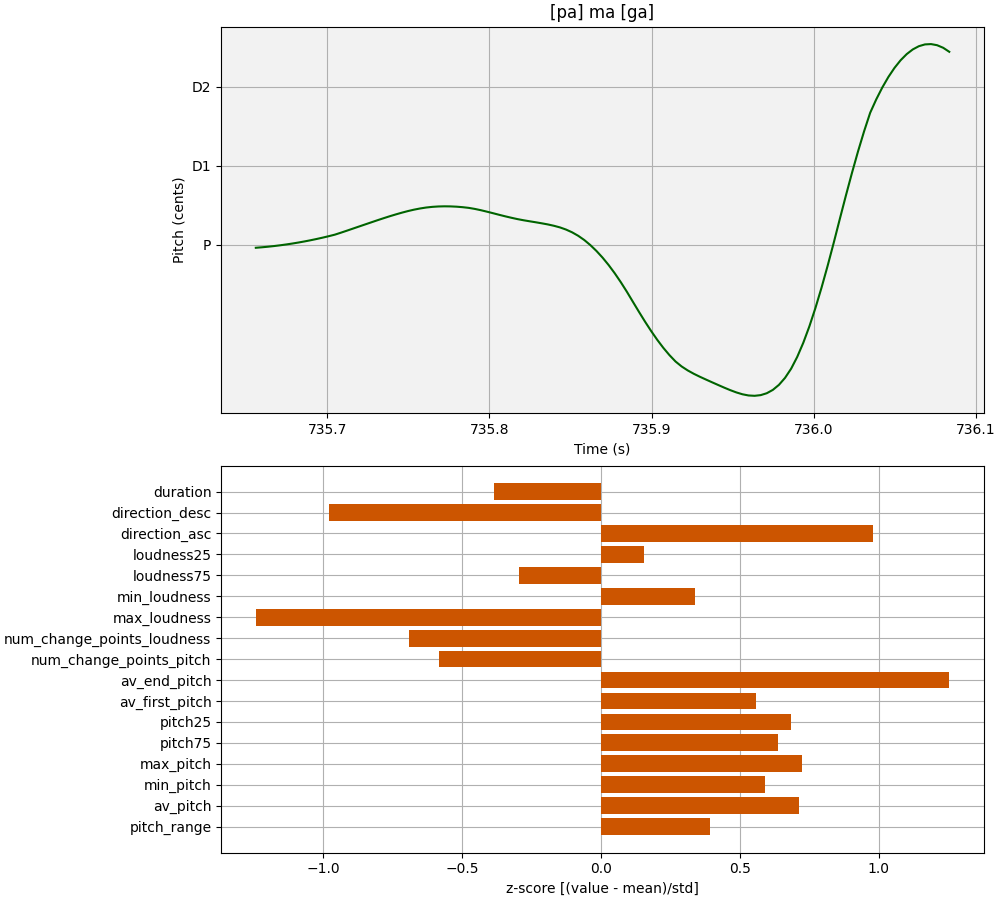 [pa] ma [ga]
D2
D1
P
Pitch (cents)
735.7 735.8 735.9 736.0 736.1
Time (s)
duration
direction_desc
direction_asc
loudness25
loudness75
min_loudness
max_loudness
num_change_points_loudness
num_change_points_pitch
av_end_pitch
av_first_pitch
pitch25
pitch75
max_pitch
min_pitch
av_pitch
pitch_range
−1.0 −0.5 0.0 0.5 1.0
z-score [(value - mean)/std]